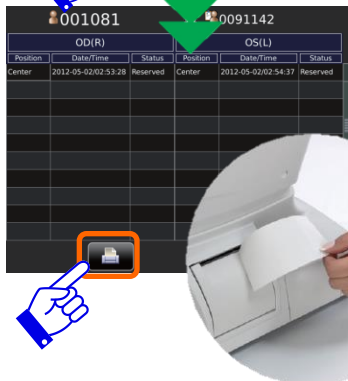 001081 0091142
OD(R) OS(L)
Position Date/Time Status Position Date/Time Status
Center 2012-05-02/02:53:28 Reserved Center 2012-05-02/02:54:37 Reserved